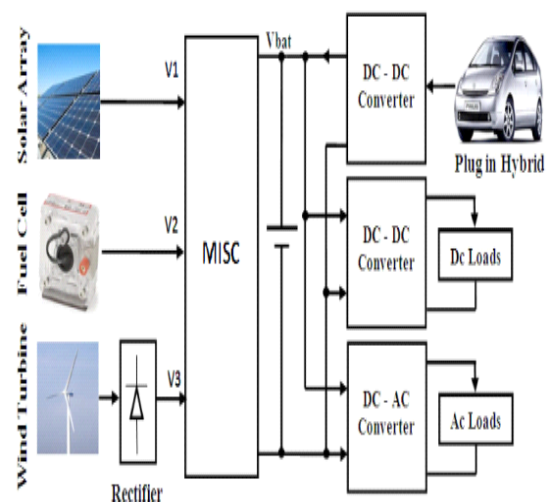 Solar Array
V1
Fuel Cell
V2
Wind Turbine
V3
Rectifier
MISC
Vbat
DC - DC
Converter
Plug in Hybrid
DC - DC
Converter
Dc Loads
DC - AC
Converter
Ac Loads